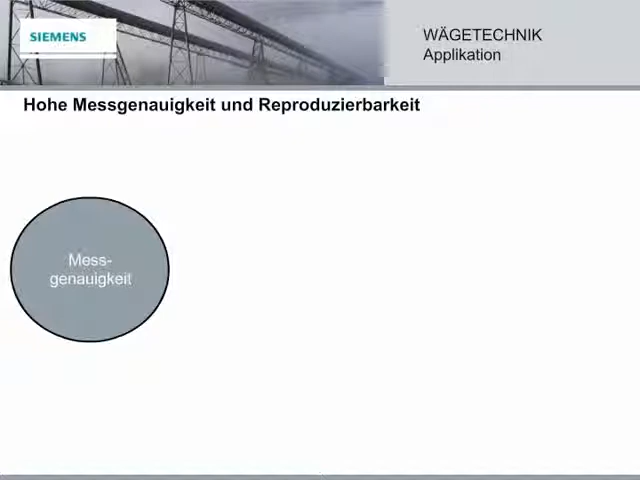 SIEMENS
WÄGETECHNIK
Applikation
Hohe Messgenauigkeit und Reproduzierbarkeit
Mess-
genauigkeit